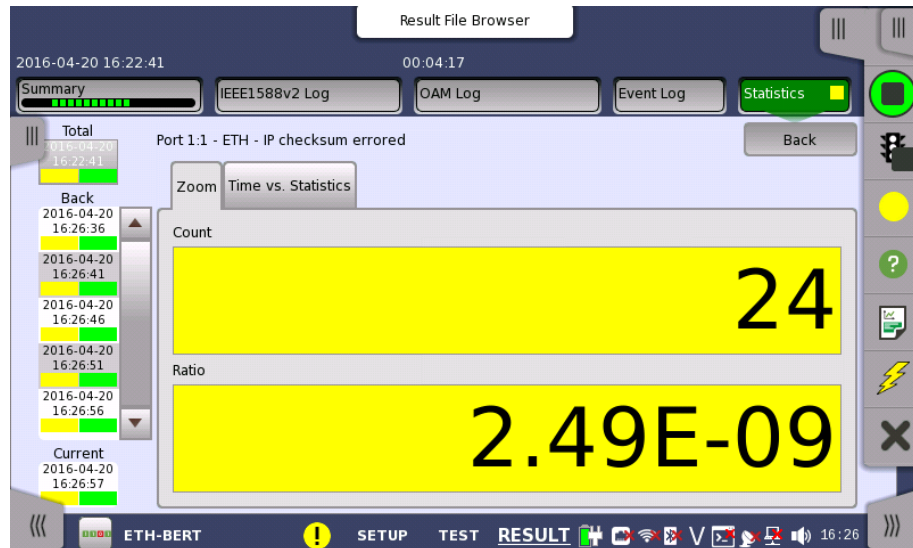 Result File Browser
2016-04-20 16:22:41
00:04:17
Summary
IEEE1588v2 Log
OAM Log
Event Log
Statistics
Total
2016-04-20
16:22:41
Port 1:1 - ETH - IP checksum errored
Back
Back
2016-04-20
16:26:36
2016-04-20
16:26:41
2016-04-20
16:26:46
2016-04-20
16:26:51
2016-04-20
16:26:56
Current
2016-04-20
16:26:57
Zoom
Time vs. Statistics
Count
24
Ratio
2.49E-09
ETH-BERT
SETUP
TEST
RESULT
16:26